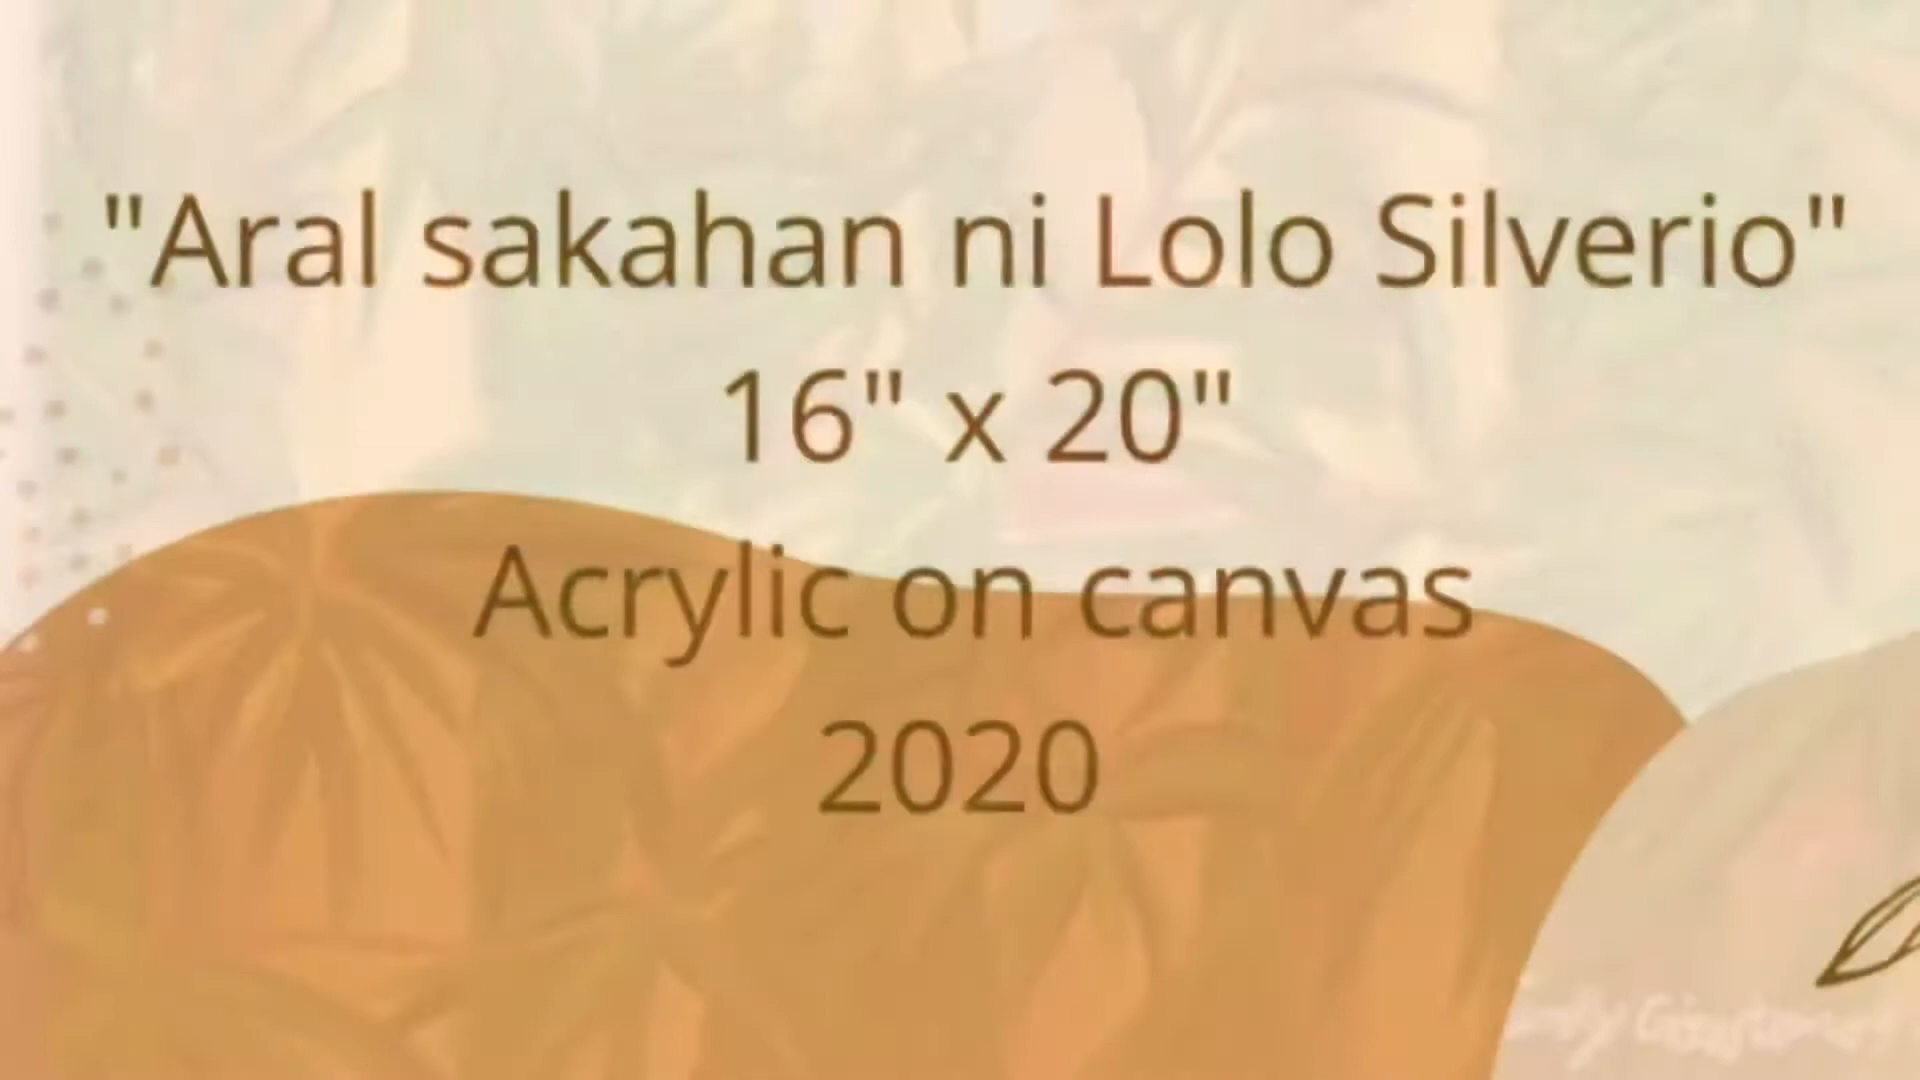 "Aral sakahan ni Lolo Silverio"
16" x 20"
Acrylic on canvas
2020